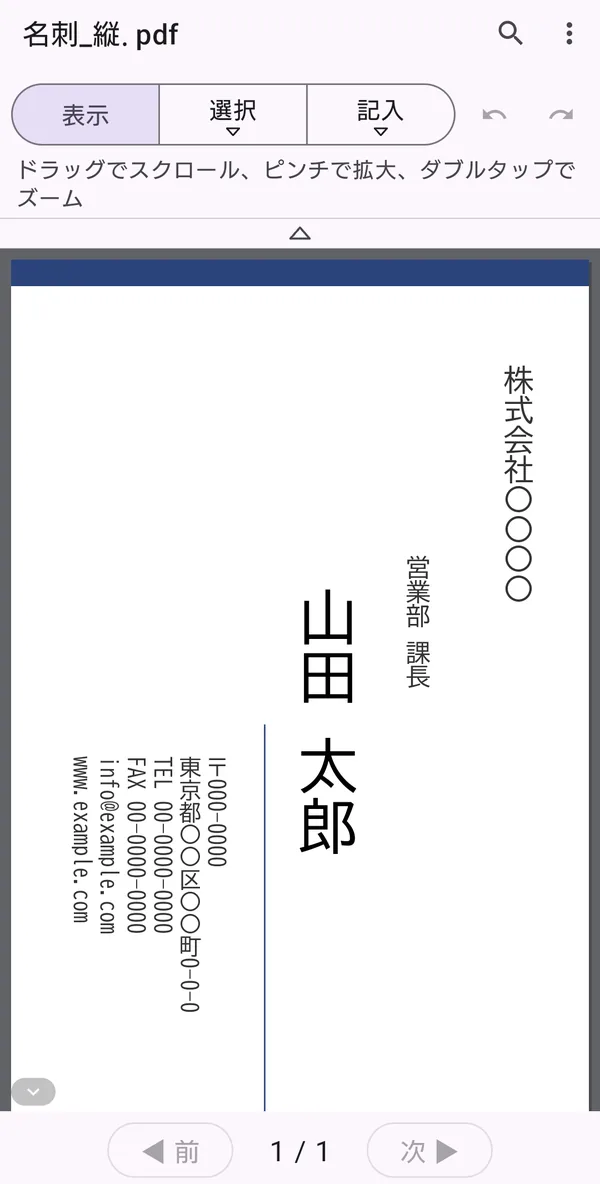 名刺_縦.pdf
表示
選択
記入
ドラッグでスクロール、ピンチで拡大、ダブルタップで
ズーム
株式会社〇〇〇〇
営業部 課長
山田 太郎
〒000-0000
東京都〇〇区〇〇町0-0-0
TEL 00-0000-0000
FAX 00-0000-0000
info@example.com
www.example.com
前
1 / 1
次